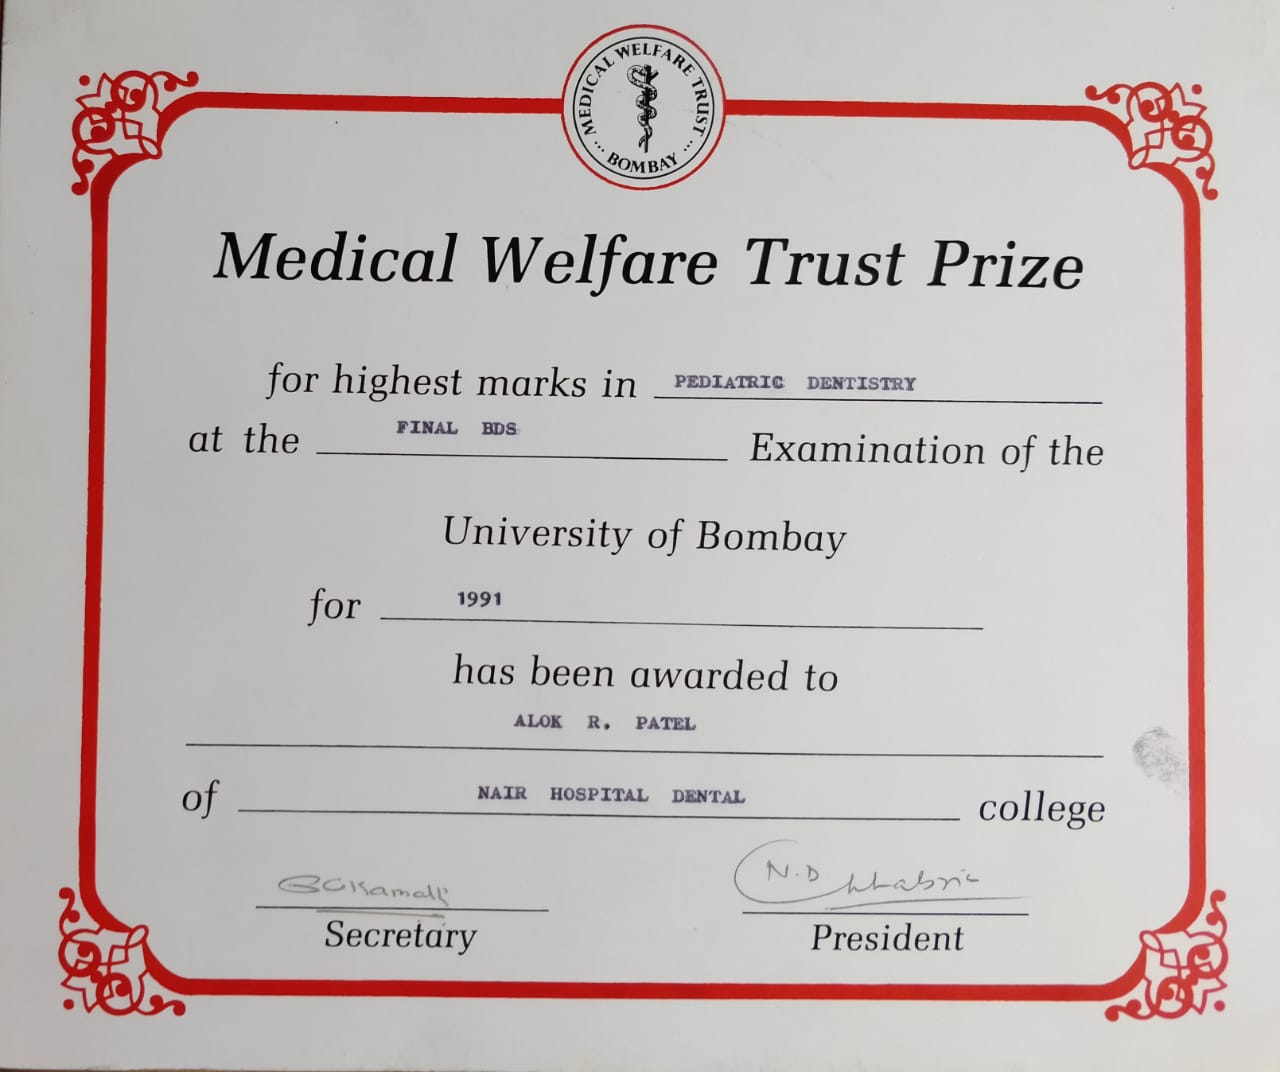 MEDICAL WELFARE TRUST
... BOMBAY ...
Medical Welfare Trust Prize
for highest marks in PEDIATRIC DENTISTRY
at the FINAL BDS Examination of the
University of Bombay
for 1991
has been awarded to
ALOK R. PATEL
of NAIR HOSPITAL DENTAL college
N.D
Secretary President